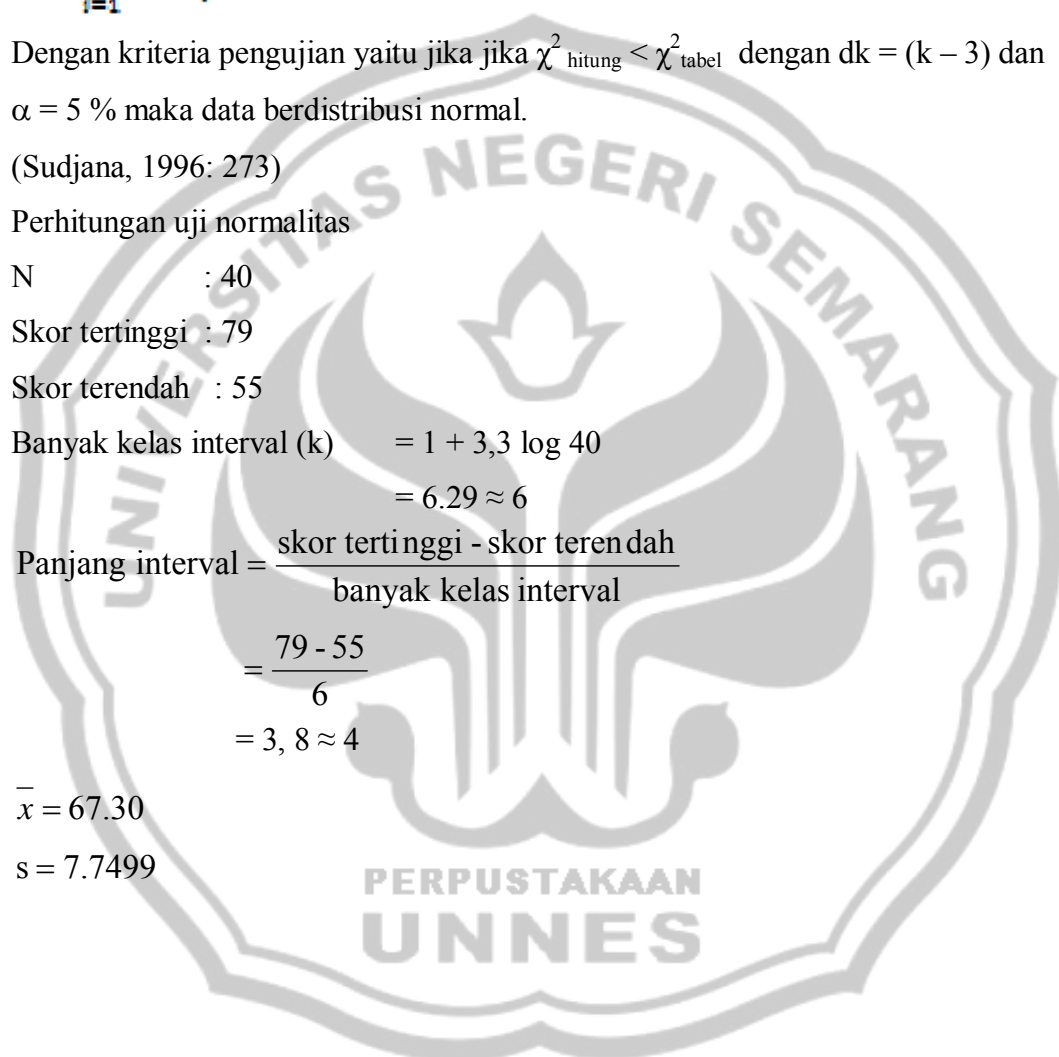 i=1
Dengan kriteria pengujian yaitu jika jika χ² hitung < χ² tabel dengan dk = (k – 3) dan
α = 5 % maka data berdistribusi normal.
(Sudjana, 1996: 273)
Perhitungan uji normalitas
N : 40
Skor tertinggi : 79
Skor terendah : 55
Banyak kelas interval (k) = 1 + 3,3 log 40
= 6.29 ≈ 6
Panjang interval = skor tertinggi - skor terendah
banyak kelas interval
= 79 - 55
6
= 3, 8 ≈ 4
x̅ = 67.30
s = 7.7499
UNIVERSITAS NEGERI SEMARANG
PERPUSTAKAAN
UNNES